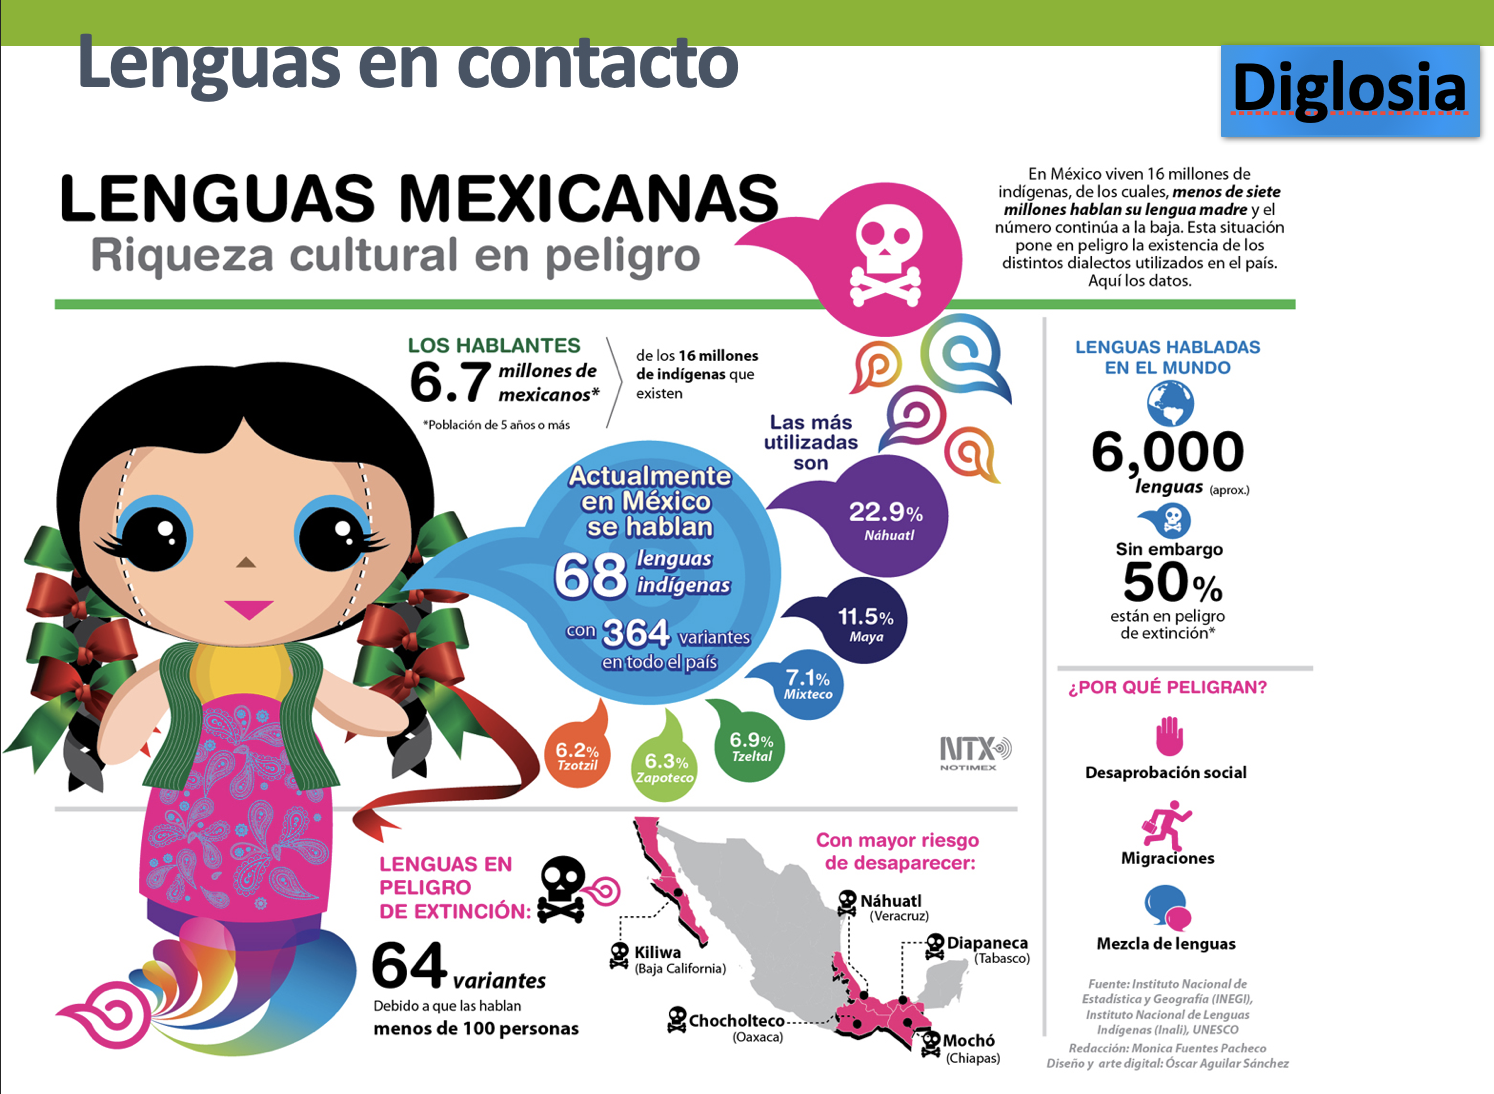 Lenguas en contacto
Diglosia
LENGUAS MEXICANAS
Riqueza cultural en peligro
En México viven 16 millones de
indígenas, de los cuales, menos de siete
millones hablan su lengua madre y el
número continúa a la baja. Esta situación
pone en peligro la existencia de los
distintos dialectos utilizados en el país.
Aquí los datos.
LOS HABLANTES
6.7 millones de
mexicanos*
*Población de 5 años o más
de los 16 millones
de indígenas que
existen
Actualmente
en México
se hablan
68 lenguas
indígenas
con 364 variantes
en todo el país
Las más
utilizadas
son
22.9%
Náhuatl
11.5%
Maya
7.1%
Mixteco
6.9%
Tzeltal
6.3%
Zapoteco
6.2%
Tzotzil
NTX
NOTIMEX
LENGUAS EN
PELIGRO
DE EXTINCIÓN:
64 variantes
Debido a que las hablan
menos de 100 personas
Con mayor riesgo
de desaparecer:
Kiliwa
(Baja California)
Náhuatl
(Veracruz)
Diapaneca
(Tabasco)
Chocholteco
(Oaxaca)
Mochó
(Chiapas)
LENGUAS HABLADAS
EN EL MUNDO
6,000
lenguas (aprox.)
Sin embargo
50%
están en peligro
de extinción*
¿POR QUÉ PELIGRAN?
Desaprobación social
Migraciones
Mezcla de lenguas
Fuente: Instituto Nacional de
Estadística y Geografía (INEGI),
Instituto Nacional de Lenguas
Indígenas (Inali), UNESCO
Redacción: Monica Fuentes Pacheco
Diseño y arte digital: Óscar Aguilar Sánchez